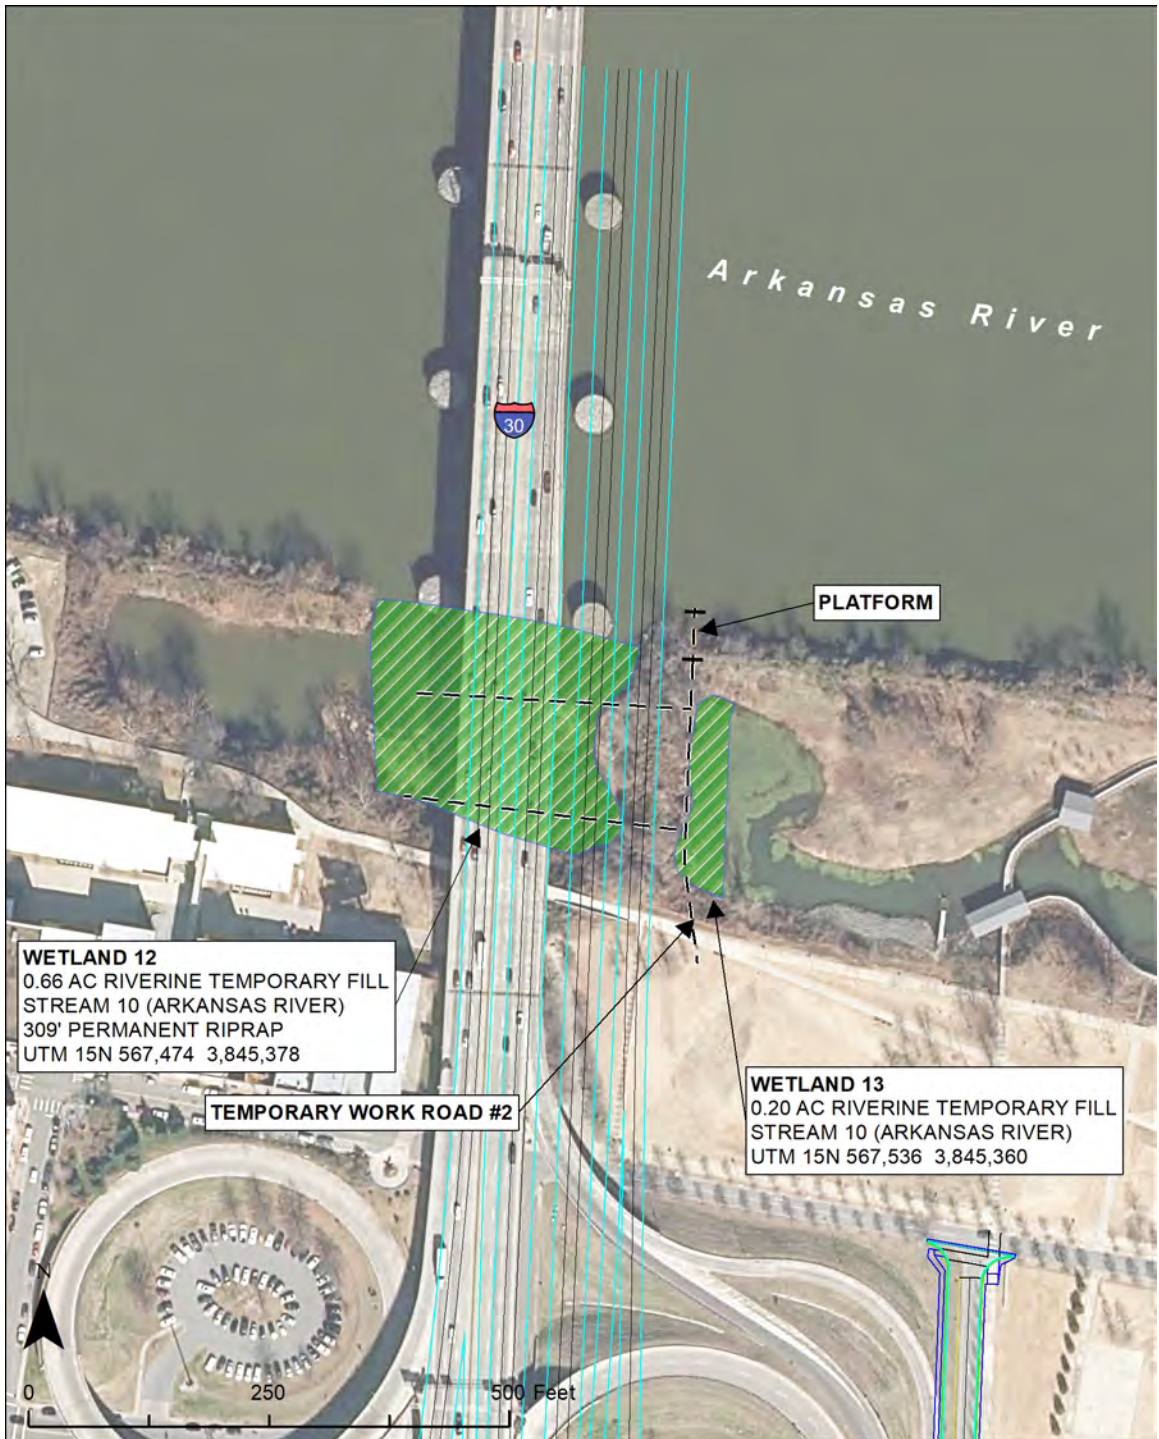 Arkansas River
30
PLATFORM
WETLAND 12
0.66 AC RIVERINE TEMPORARY FILL
STREAM 10 (ARKANSAS RIVER)
309' PERMANENT RIPRAP
UTM 15N 567,474 3,845,378
TEMPORARY WORK ROAD #2
WETLAND 13
0.20 AC RIVERINE TEMPORARY FILL
STREAM 10 (ARKANSAS RIVER)
UTM 15N 567,536 3,845,360
N
0 250 500 Feet